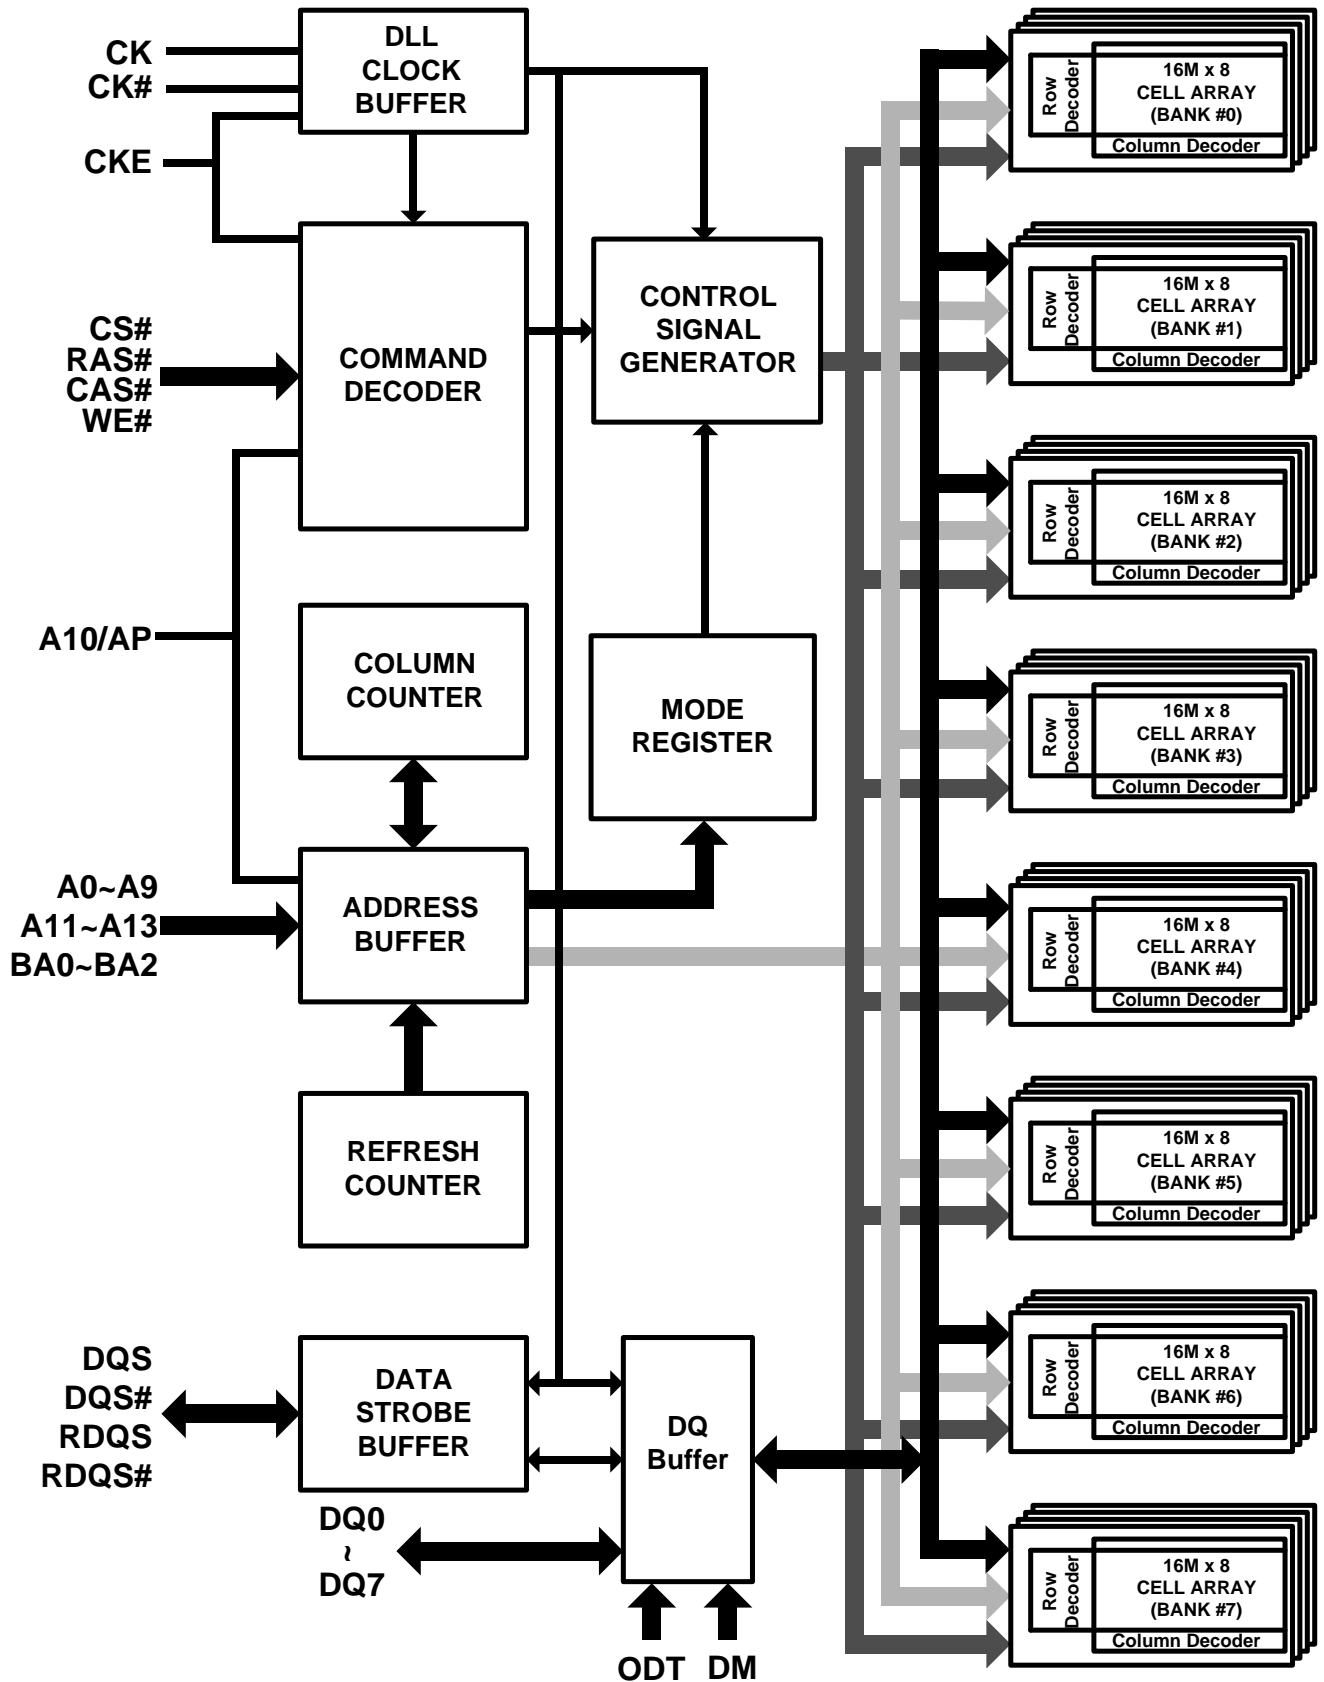 CK
CK#
CKE
CS#
RAS#
CAS#
WE#
A10/AP
A0~A9
A11~A13
BA0~BA2
DQS
DQS#
RDQS
RDQS#
DQ0
~
DQ7
ODT
DM
DLL
CLOCK
BUFFER
COMMAND
DECODER
COLUMN
COUNTER
ADDRESS
BUFFER
REFRESH
COUNTER
DATA
STROBE
BUFFER
CONTROL
SIGNAL
GENERATOR
MODE
REGISTER
DQ
Buffer
Row
Decoder
16M x 8
CELL ARRAY
(BANK #0)
Column Decoder
Row
Decoder
16M x 8
CELL ARRAY
(BANK #1)
Column Decoder
Row
Decoder
16M x 8
CELL ARRAY
(BANK #2)
Column Decoder
Row
Decoder
16M x 8
CELL ARRAY
(BANK #3)
Column Decoder
Row
Decoder
16M x 8
CELL ARRAY
(BANK #4)
Column Decoder
Row
Decoder
16M x 8
CELL ARRAY
(BANK #5)
Column Decoder
Row
Decoder
16M x 8
CELL ARRAY
(BANK #6)
Column Decoder
Row
Decoder
16M x 8
CELL ARRAY
(BANK #7)
Column Decoder